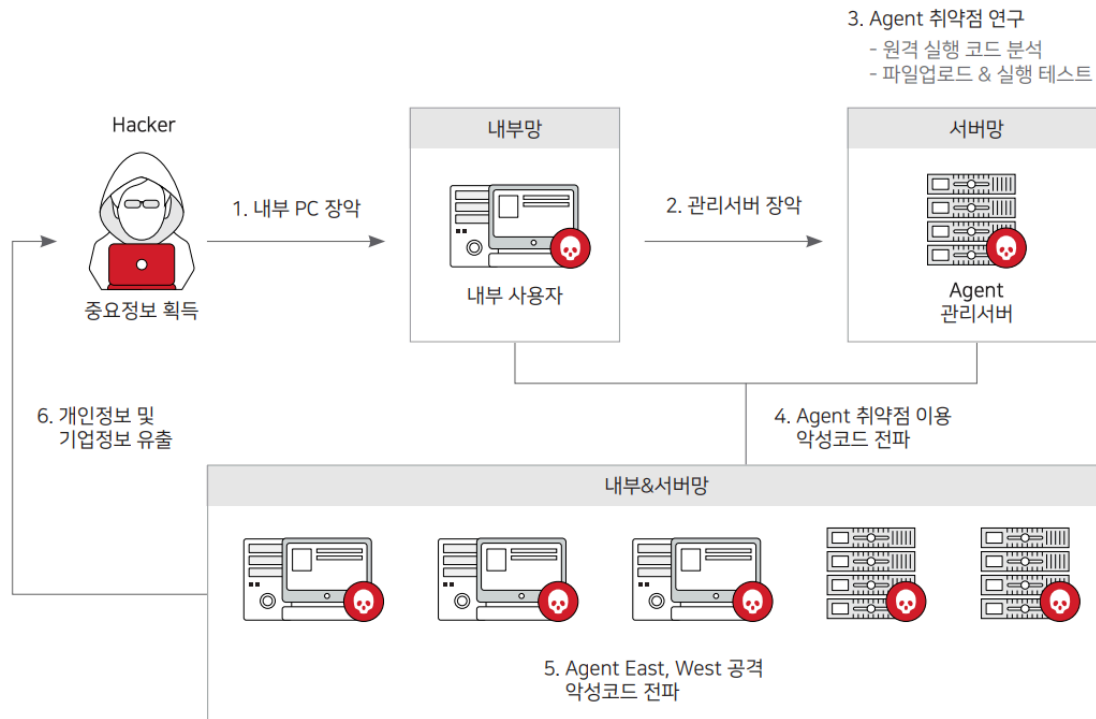 3. Agent 취약점 연구
- 원격 실행 코드 분석
- 파일업로드 & 실행 테스트
Hacker
중요정보 획득
1. 내부 PC 장악
내부망
내부 사용자
2. 관리서버 장악
서버망
Agent
관리서버
6. 개인정보 및
기업정보 유출
4. Agent 취약점 이용
악성코드 전파
내부&서버망
5. Agent East, West 공격
악성코드 전파